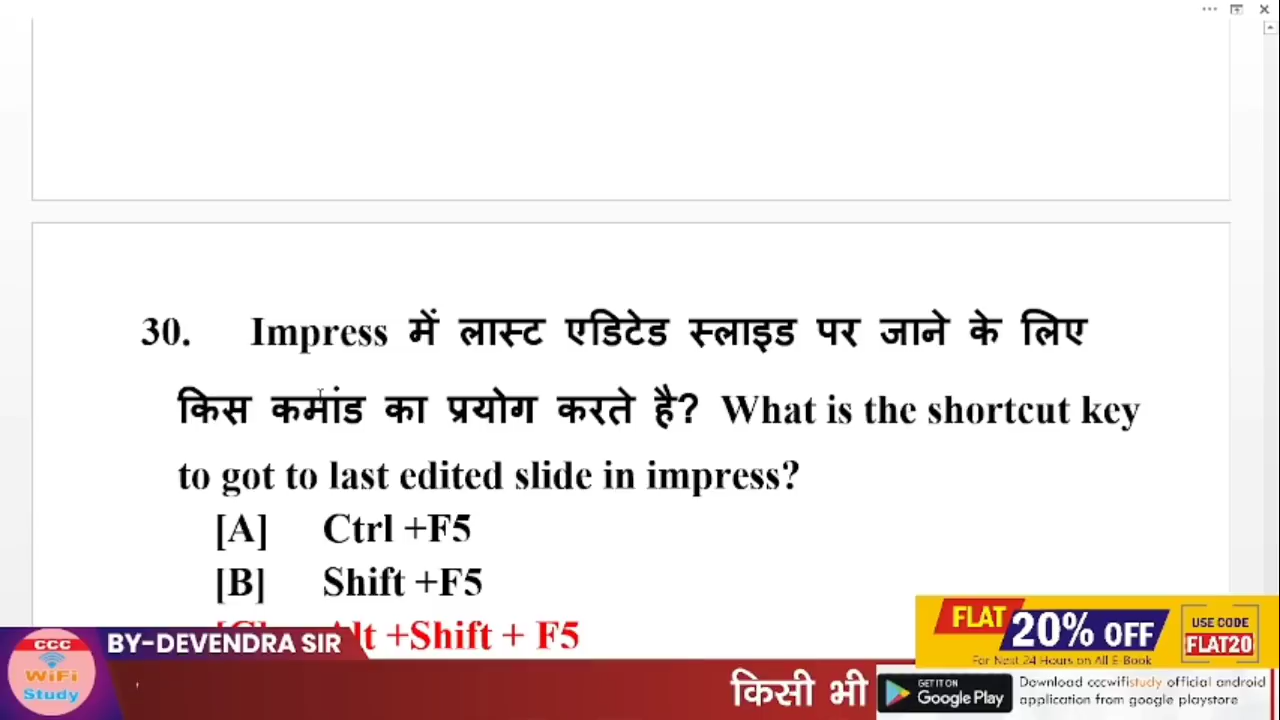 30. Impress में लास्ट एडिटेड स्लाइड पर जाने के लिए
किस कमांड का प्रयोग करते है? What is the shortcut key
to got to last edited slide in impress?
[A] Ctrl +F5
[B] Shift +F5
[C] Alt +Shift + F5
CCC
WiFi
Study
BY-DEVENDRA SIR
किसी भी
FLAT
20% OFF
USE CODE
FLAT20
For Next 24 Hours on All E-Book
GET IT ON
Google Play
Download cccwifistudy official android
application from google playstore